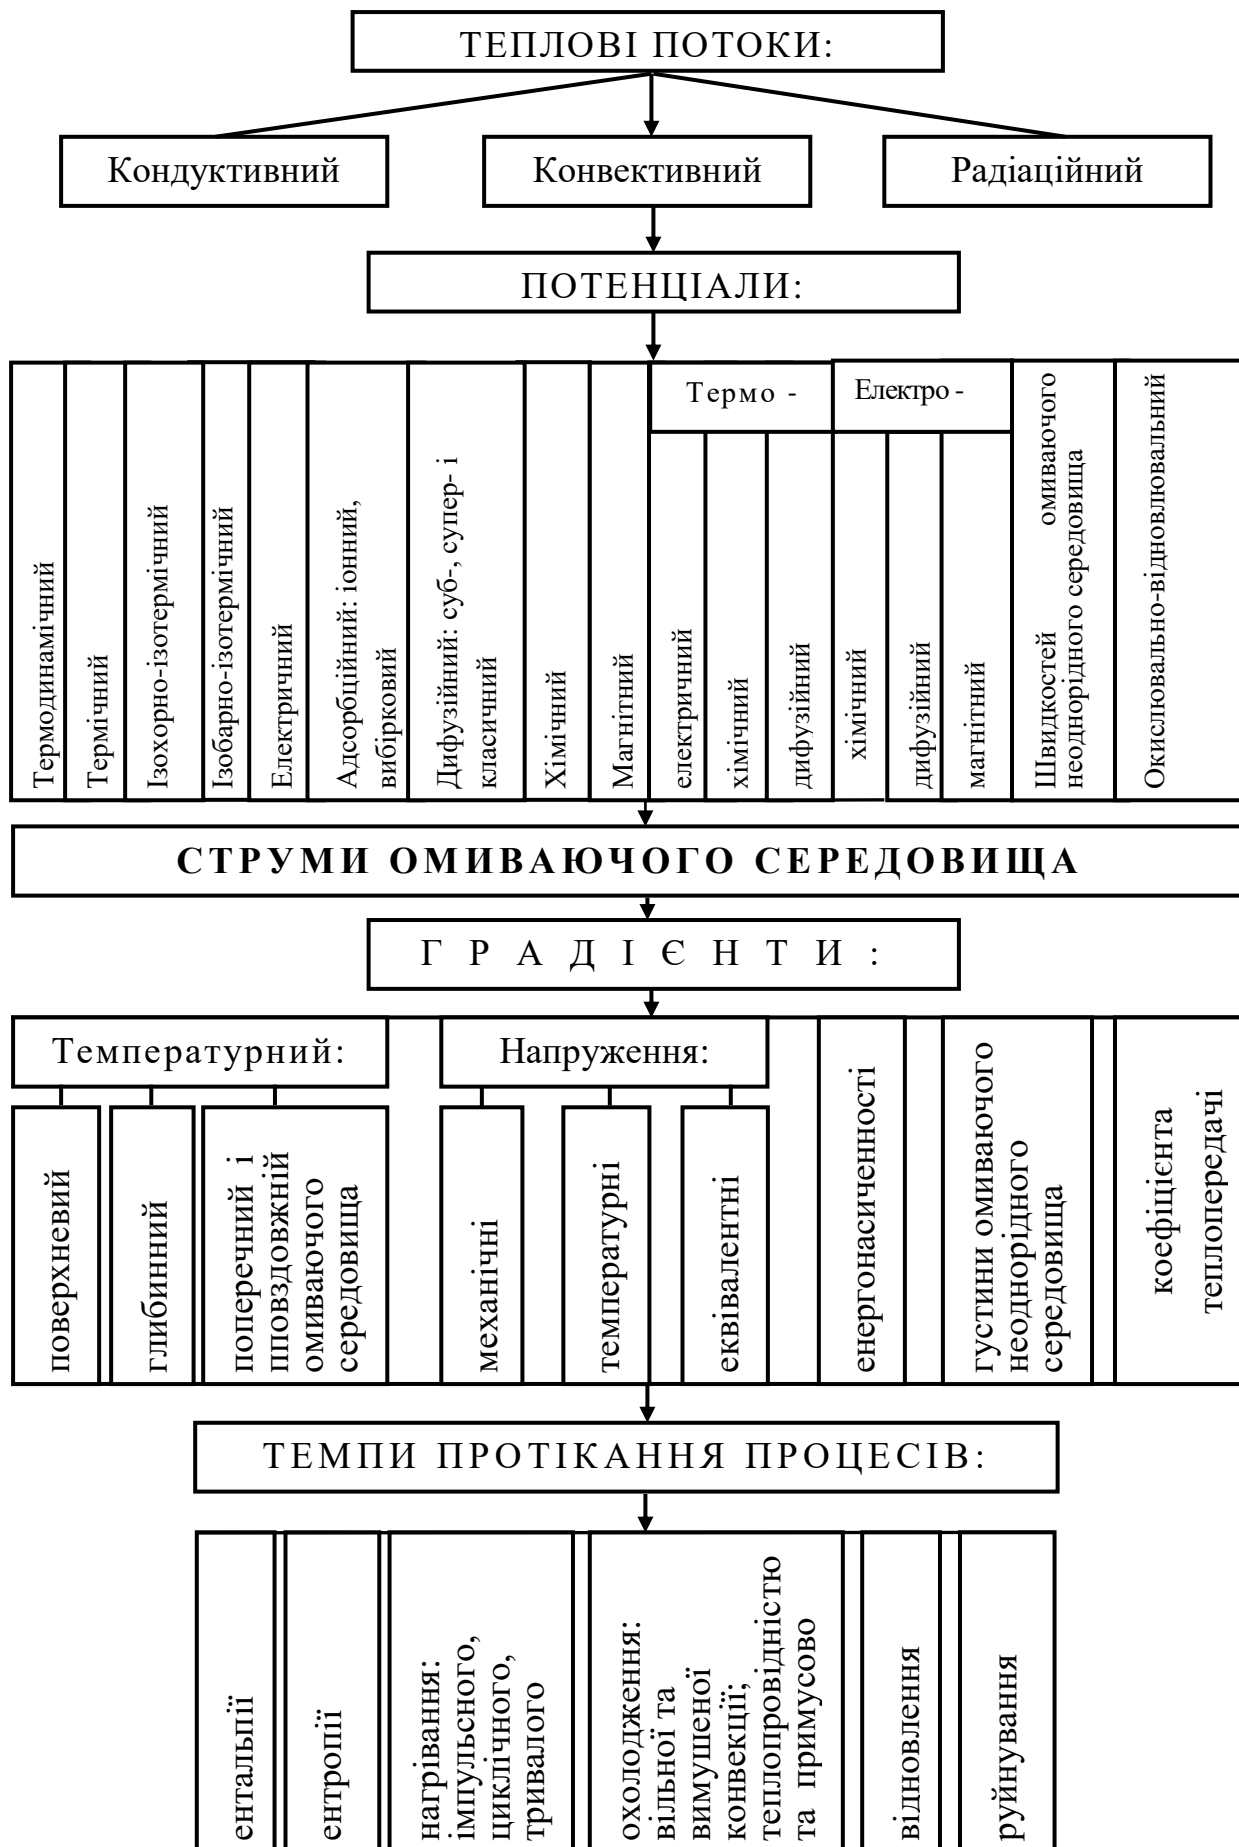 ТЕПЛОВІ ПОТОКИ:
Кондуктивний
Конвективний
Радіаційний
ПОТЕНЦІАЛИ:
Термодинамічний
Термічний
Ізохорно-ізотермічний
Ізобарно-ізотермічний
Електричний
Адсорбційний: іонний,
вибірковий
Дифузійний: суб-, супер- і
класичний
Хімічний
Магнітний
Термо -
електричний
хімічний
дифузійний
Електро -
хімічний
дифузійний
магнітний
Швидкостей омиваючого
неоднорідного середовища
Окислювально-відновлювальний
СТРУМИ ОМИВАЮЧОГО СЕРЕДОВИЩА
ГРАДІЄНТИ:
Температурний:
поверхневий
глибинний
поперечний і
пповздовжній
омиваючого
середовища
Напруження:
механічні
температурні
еквівалентні
енергонасиченності
густини омиваючого
неоднорідного
середовища
коефіцієнта
теплопередачі
ТЕМПИ ПРОТІКАННЯ ПРОЦЕСІВ:
ентальпії
ентропії
нагрівання:
імпульсного,
циклічного,
тривалого
охолодження:
вільної та
вимушеної
конвекції;
теплопровідністю
та примусово
відновлення
руйнування